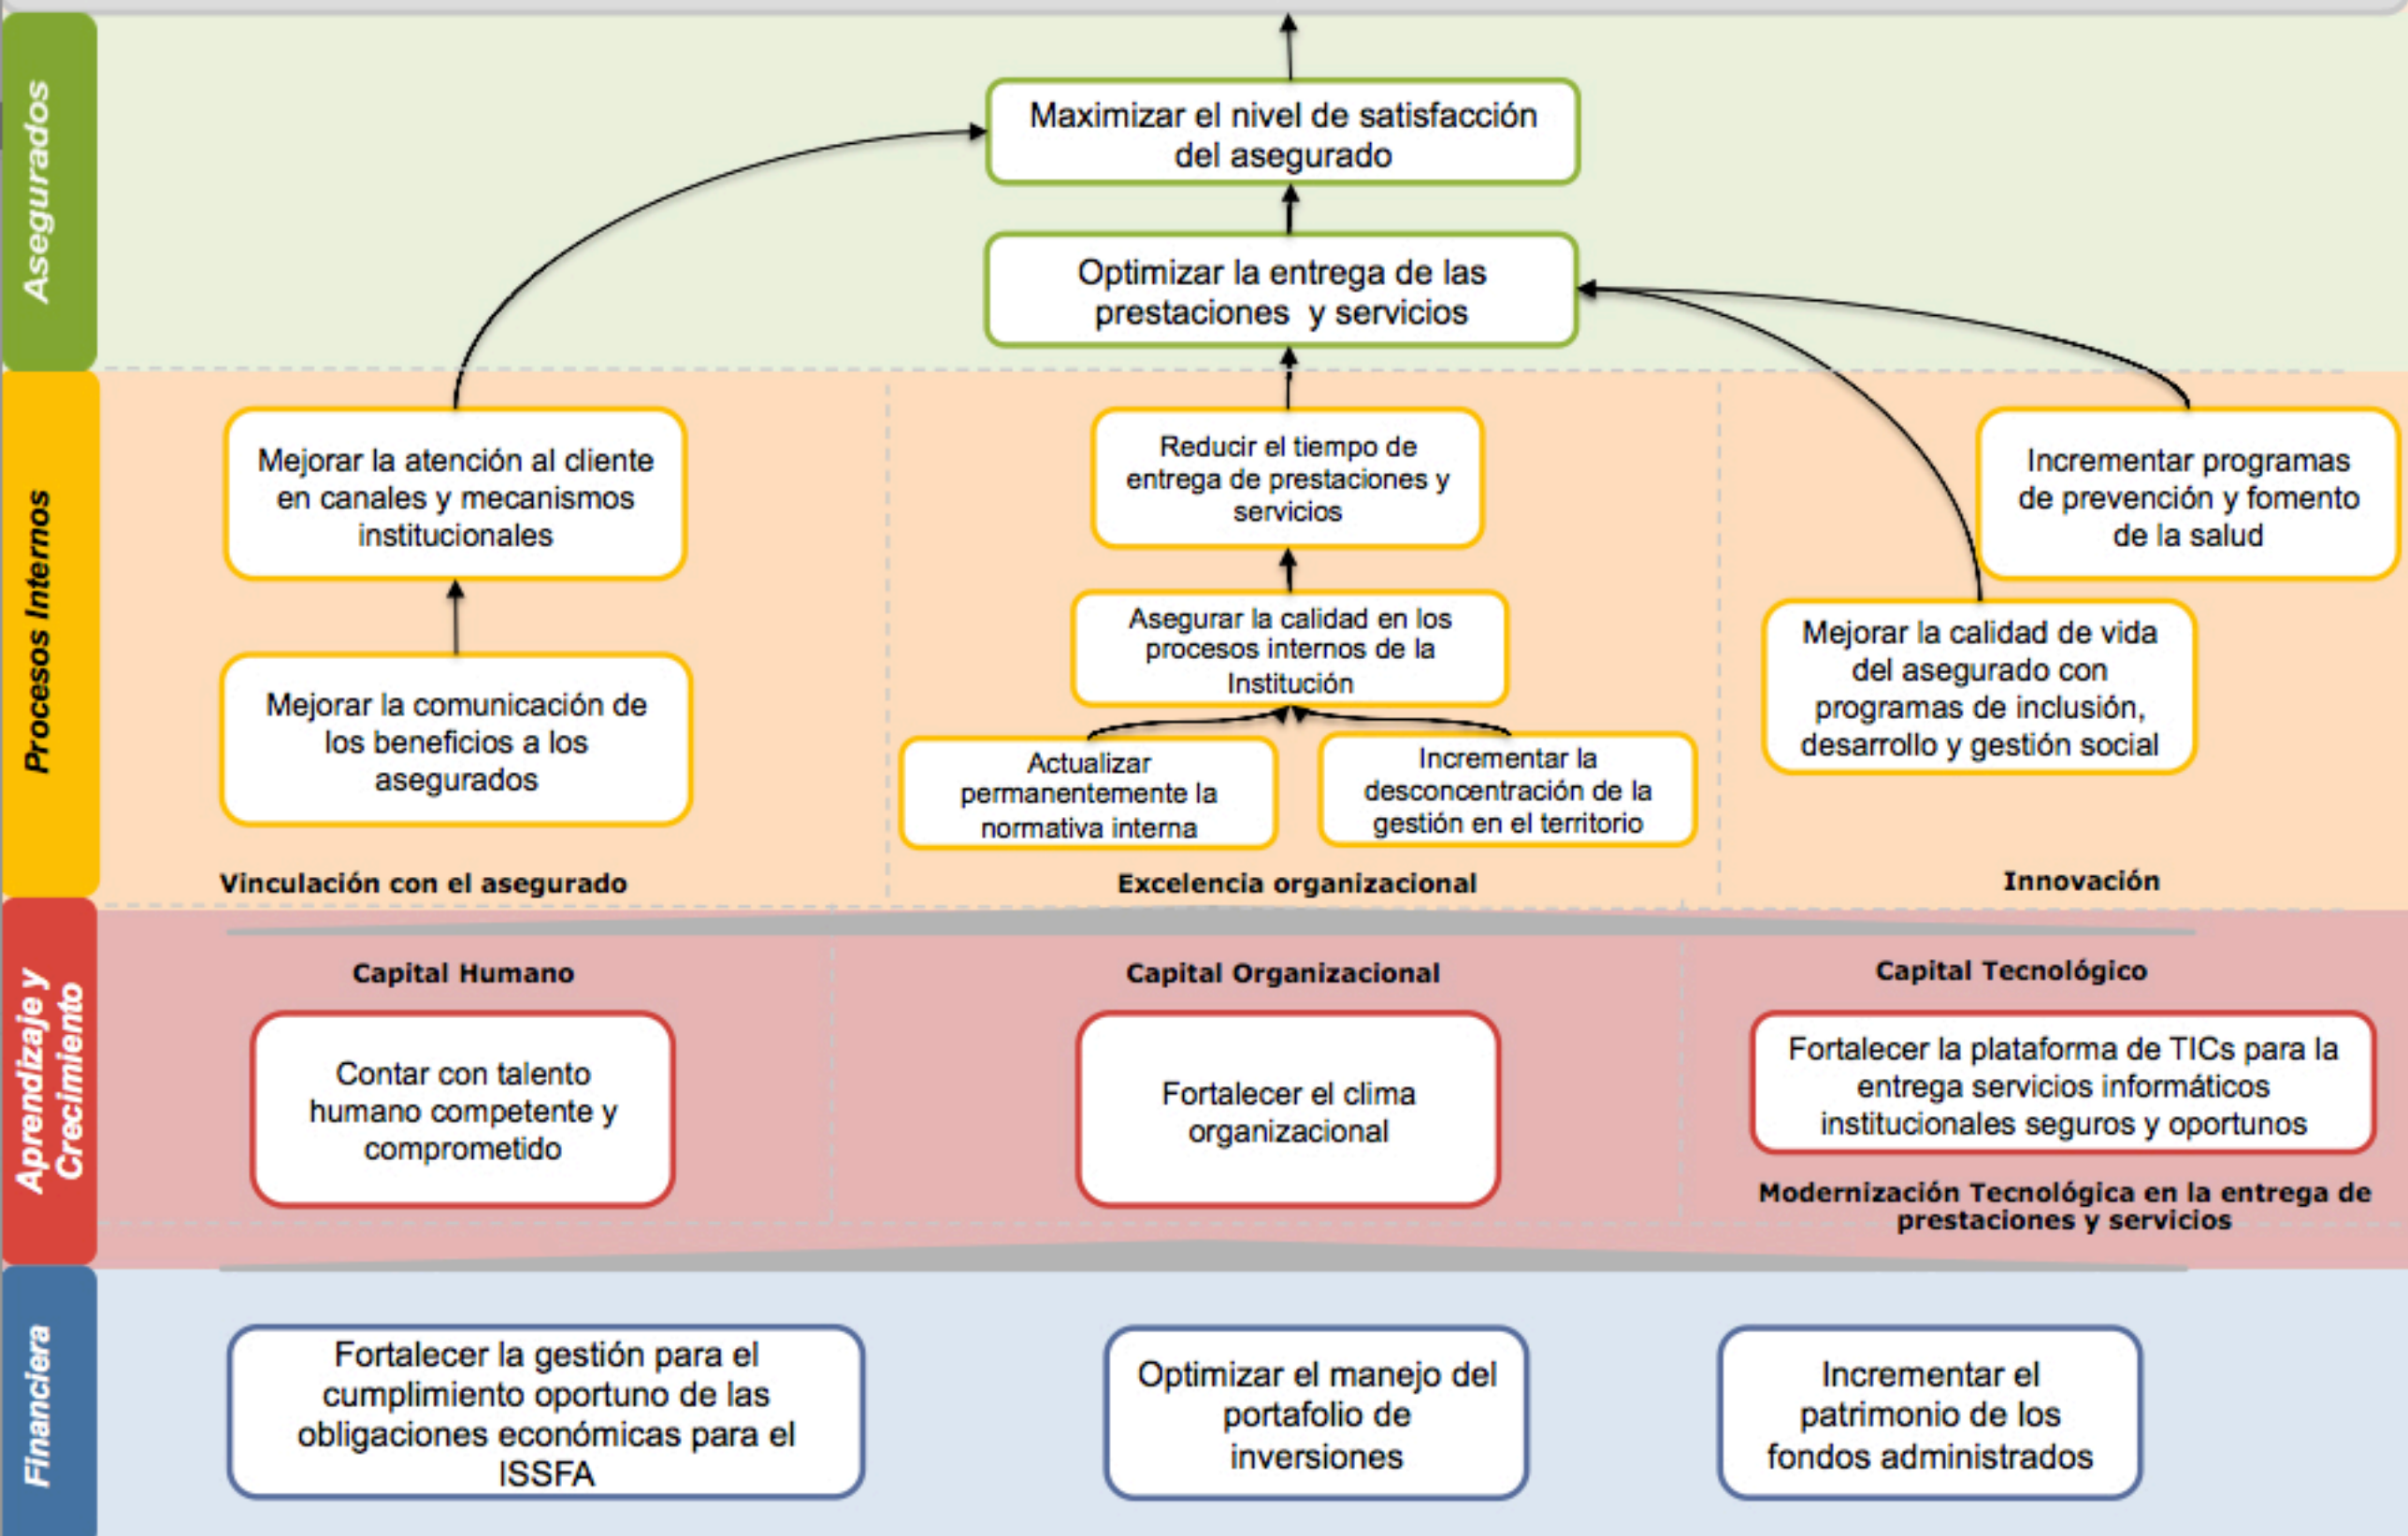 Asegurados
Maximizar el nivel de satisfacción
del asegurado
Optimizar la entrega de las
prestaciones y servicios
Procesos Internos
Mejorar la atención al cliente
en canales y mecanismos
institucionales
Mejorar la comunicación de
los beneficios a los
asegurados
Vinculación con el asegurado
Reducir el tiempo de
entrega de prestaciones y
servicios
Asegurar la calidad en los
procesos internos de la
Institución
Actualizar
permanentemente la
normativa interna
Incrementar la
desconcentración de la
gestión en el territorio
Excelencia organizacional
Incrementar programas
de prevención y fomento
de la salud
Mejorar la calidad de vida
del asegurado con
programas de inclusión,
desarrollo y gestión social
Innovación
Aprendizaje y
Crecimiento
Capital Humano
Contar con talento
humano competente y
comprometido
Capital Organizacional
Fortalecer el clima
organizacional
Capital Tecnológico
Fortalecer la plataforma de TICs para la
entrega servicios informáticos
institucionales seguros y oportunos
Modernización Tecnológica en la entrega de
prestaciones y servicios
Financiera
Fortalecer la gestión para el
cumplimiento oportuno de las
obligaciones económicas para el
ISSFA
Optimizar el manejo del
portafolio de
inversiones
Incrementar el
patrimonio de los
fondos administrados